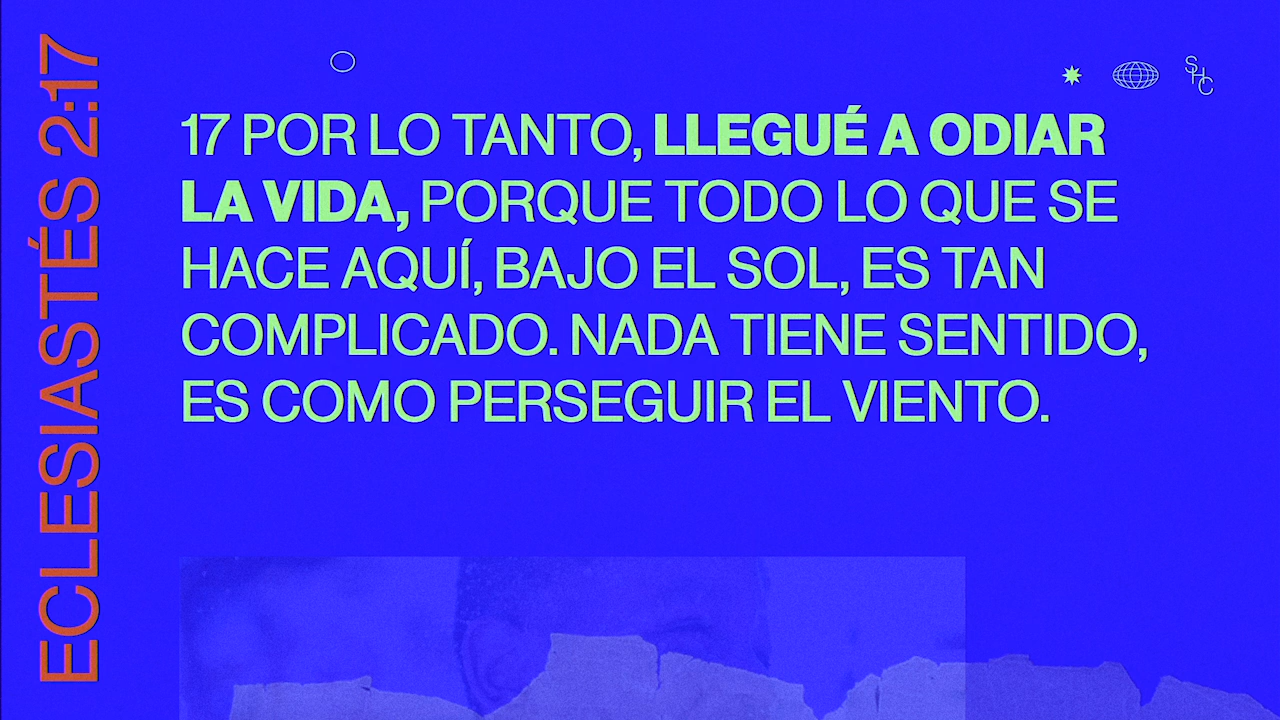 ECLESIASTÉS 2:17
SHC
17 POR LO TANTO, LLEGUÉ A ODIAR
LA VIDA, PORQUE TODO LO QUE SE
HACE AQUÍ, BAJO EL SOL, ES TAN
COMPLICADO. NADA TIENE SENTIDO,
ES COMO PERSEGUIR EL VIENTO.